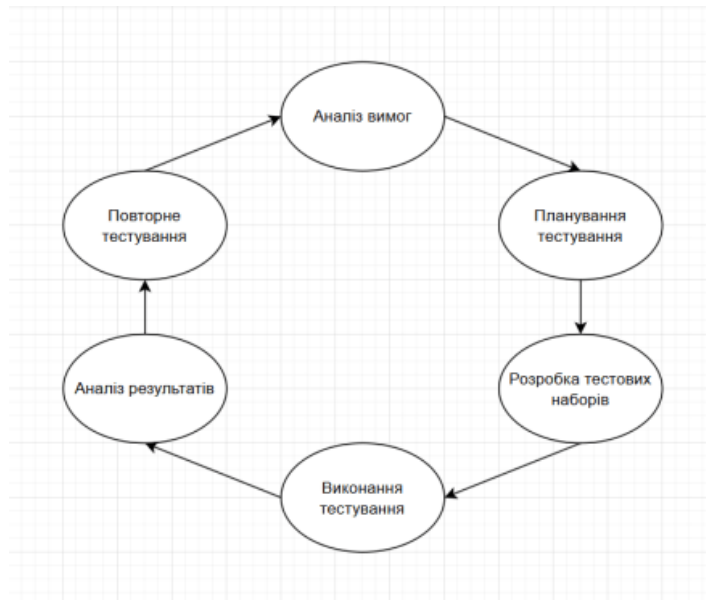 Аналіз вимог
Планування
тестування
Розробка тестових
наборів
Виконання
тестування
Аналіз результатів
Повторне
тестування